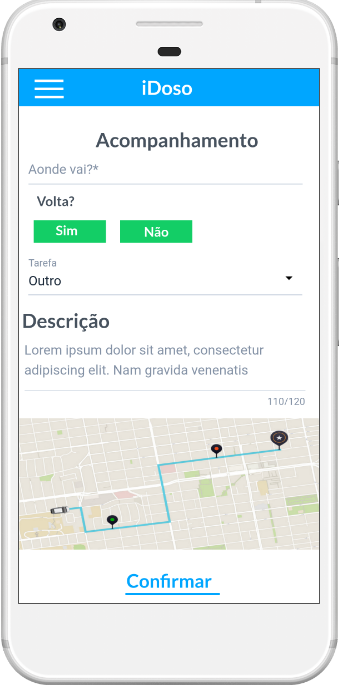 iDoso
Acompanhamento
Aonde vai?*
Volta?
Sim
Não
Tarefa
Outro
Descrição
Lorem ipsum dolor sit amet, consectetur
adipiscing elit. Nam gravida venenatis
110/120
Confirmar